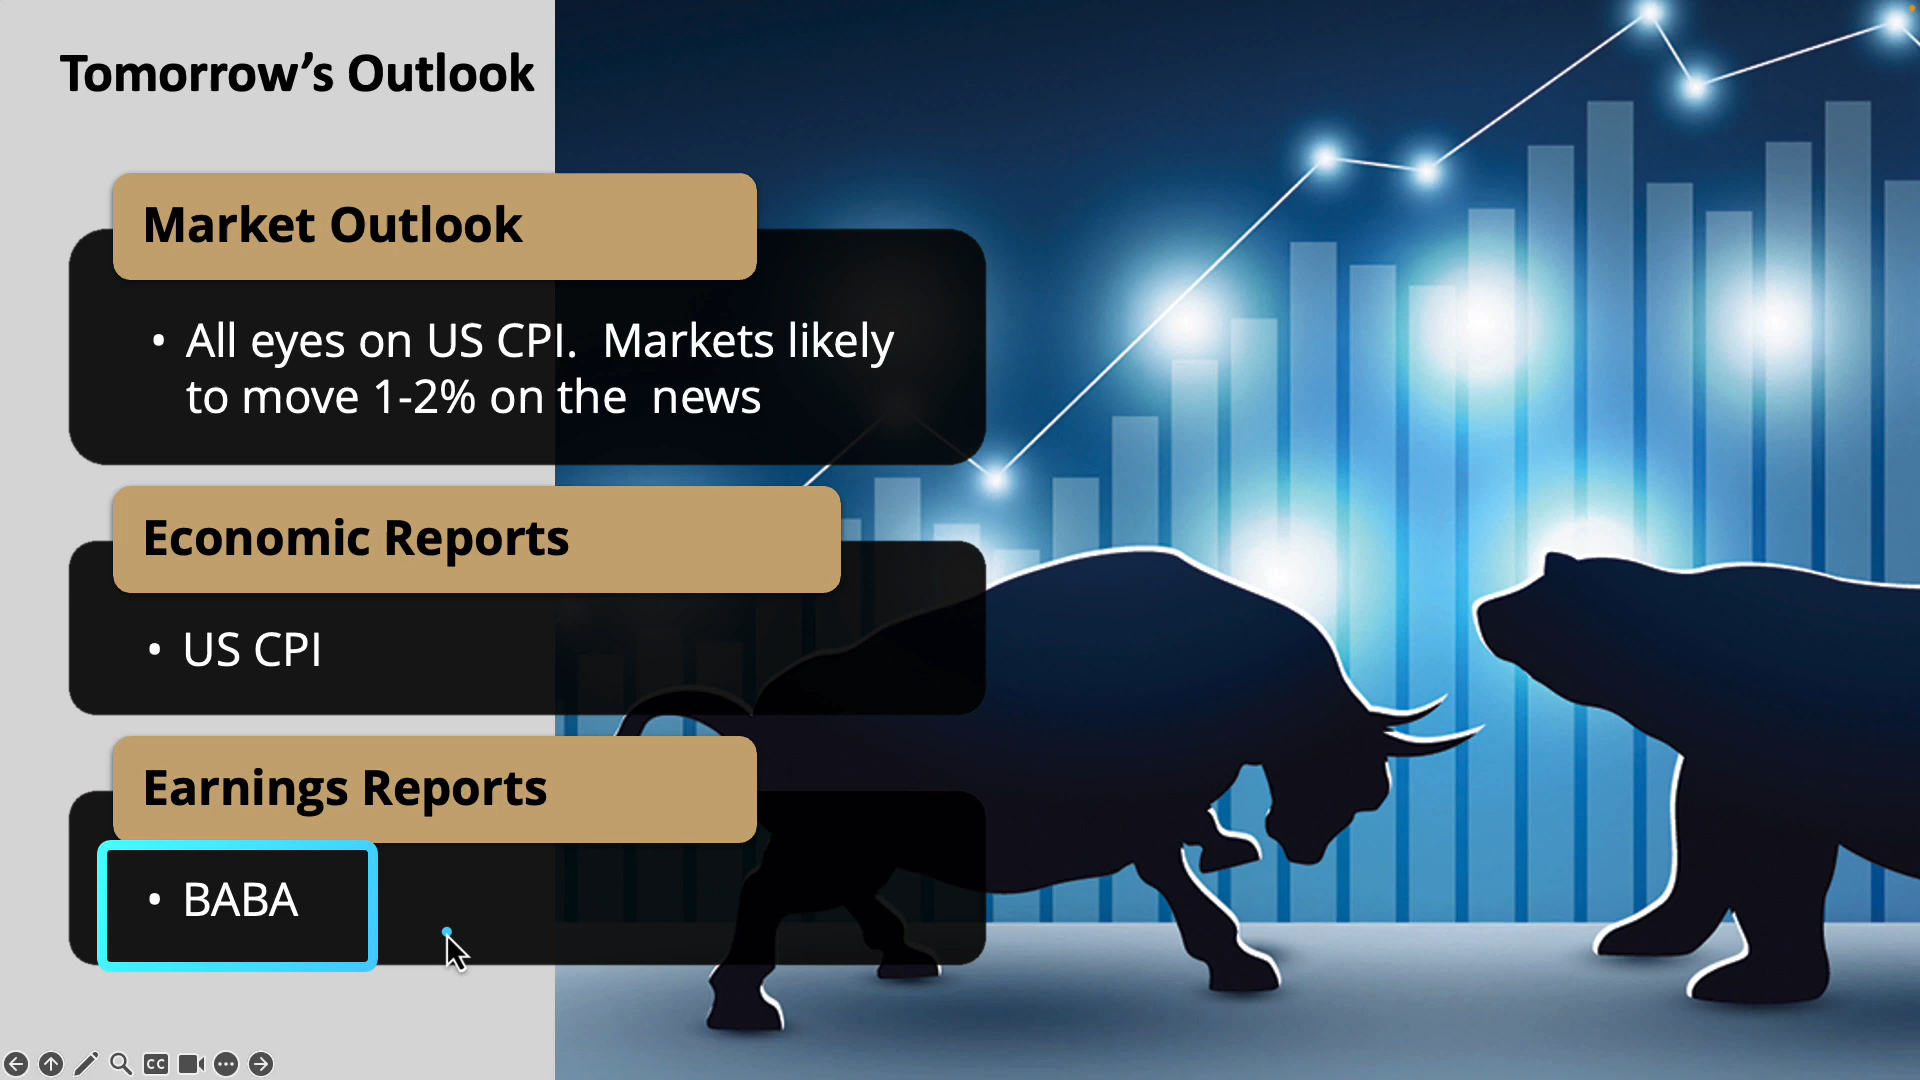 Tomorrow’s Outlook
Market Outlook
• All eyes on US CPI.  Markets likely
to move 1-2% on the  news
Economic Reports
• US CPI
Earnings Reports
• BABA
CC